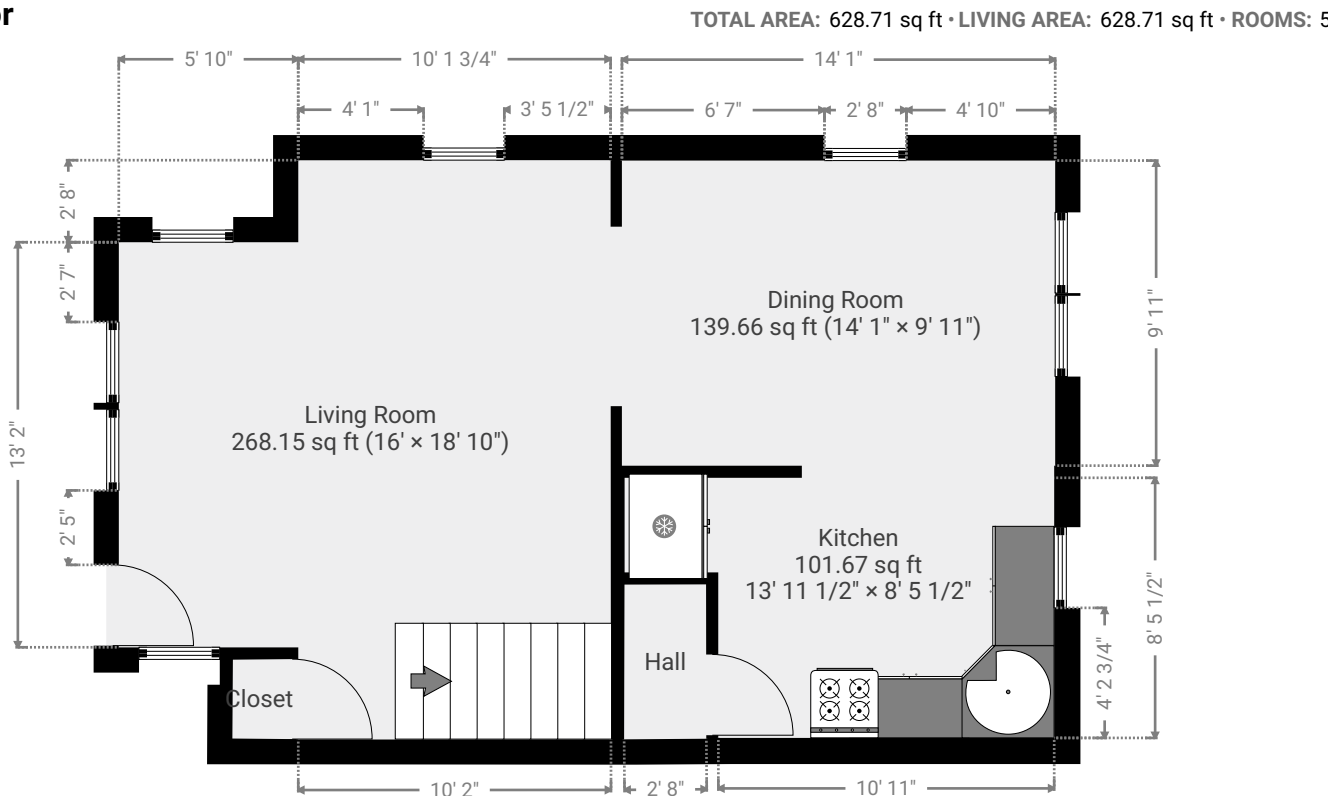 or
TOTAL AREA: 628.71 sq ft • LIVING AREA: 628.71 sq ft • ROOMS: 5
5' 10"
10' 1 3/4"
14' 1"
4' 1"
3' 5 1/2"
6' 7"
2' 8"
4' 10"
2' 8"
2' 7"
13' 2"
2' 5"
Dining Room
139.66 sq ft (14' 1" × 9' 11")
9' 11"
Living Room
268.15 sq ft (16' × 18' 10")
Kitchen
101.67 sq ft
13' 11 1/2" × 8' 5 1/2"
8' 5 1/2"
4' 2 3/4"
Hall
Closet
10' 2"
2' 8"
10' 11"